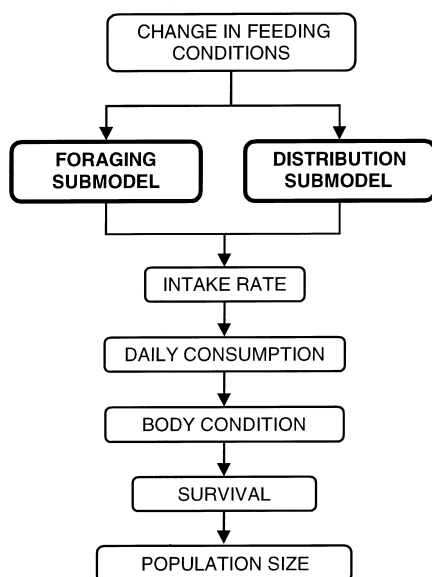 CHANGE IN FEEDING
CONDITIONS
FORAGING
SUBMODEL
DISTRIBUTION
SUBMODEL
INTAKE RATE
DAILY CONSUMPTION
BODY CONDITION
SURVIVAL
POPULATION SIZE